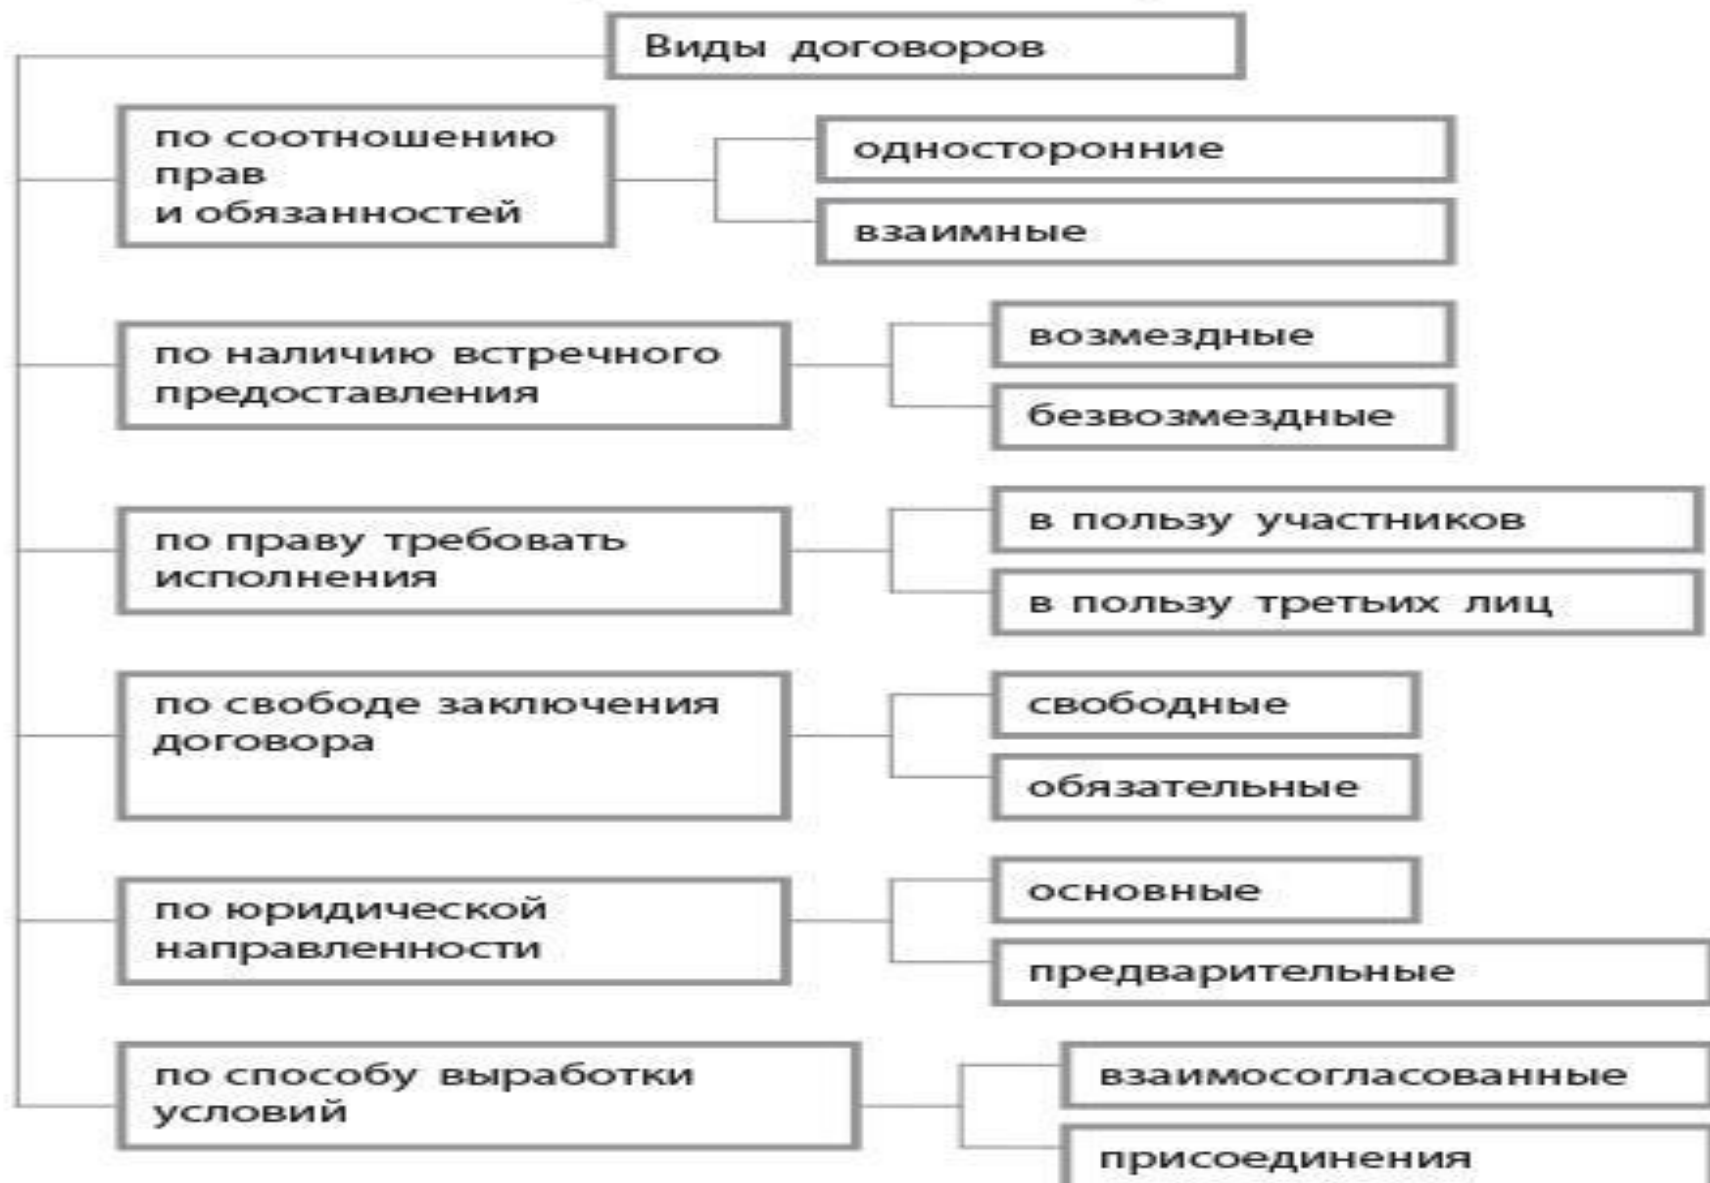 Виды договоров
по соотношению
прав
и обязанностей
односторонние
взаимные
по наличию встречного
предоставления
возмездные
безвозмездные
по праву требовать
исполнения
в пользу участников
в пользу третьих лиц
по свободе заключения
договора
свободные
обязательные
по юридической
направленности
основные
предварительные
по способу выработки
условий
взаимосогласованные
присоединения